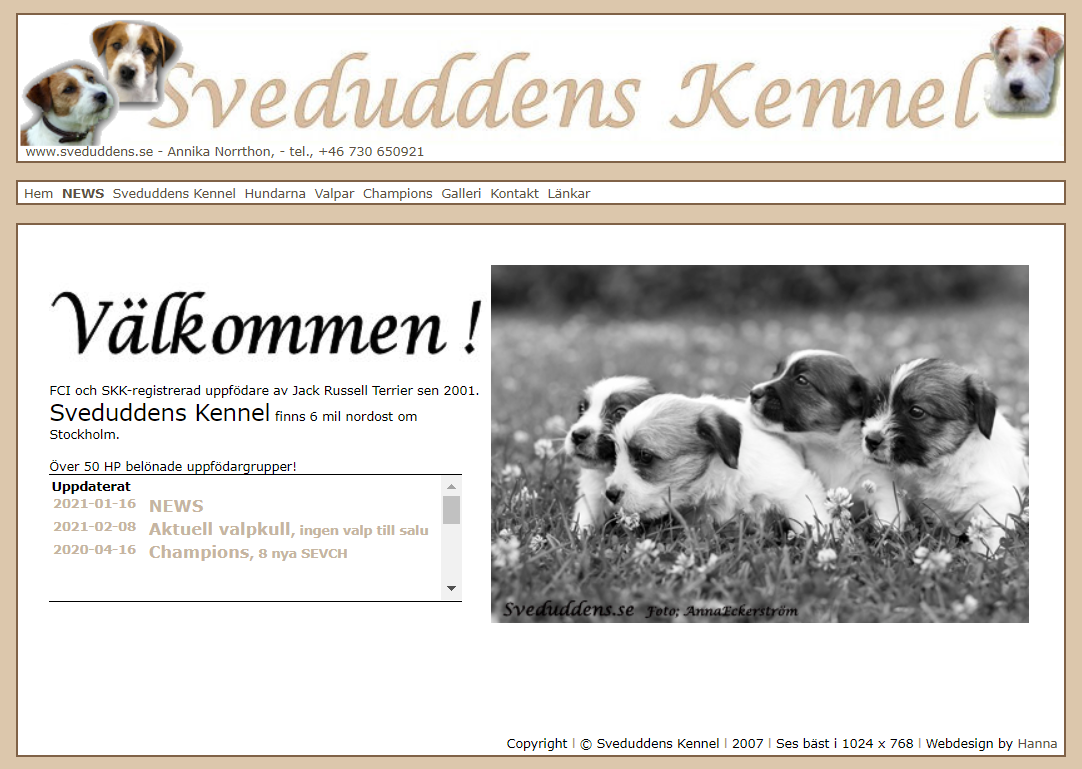 Sveduddens Kennel
www.sveduddens.se - Annika Norrthon, - tel., +46 730 650921
Hem NEWS Sveduddens Kennel Hundarna Valpar Champions Galleri Kontakt Länkar
Välkommen !
FCI och SKK-registrerad uppfödare av Jack Russell Terrier sen 2001.
Sveduddens Kennel finns 6 mil nordost om
Stockholm.
Över 50 HP belönade uppfödargrupper!
Uppdaterat
2021-01-16 NEWS
2021-02-08 Aktuell valpkull, ingen valp till salu
2020-04-16 Champions, 8 nya SEVCH
Sveduddens.se Foto; AnnaEckerström
Copyright | © Sveduddens Kennel | 2007 | Ses bäst i 1024 x 768 | Webdesign by Hanna